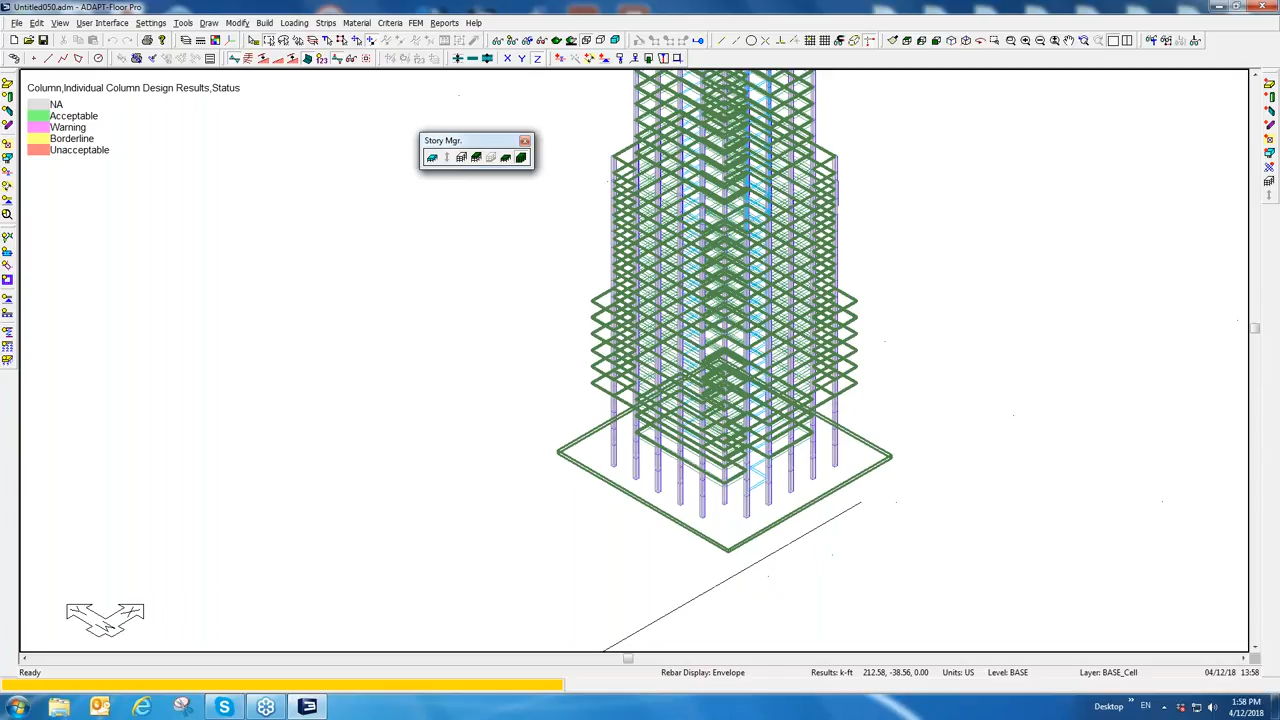 Untitled050.adm - ADAPT-Floor Pro
File Edit View User Interface Settings Tools Draw Modify Build Loading Strips Material Criteria FEM Reports Help
X Y Z
Column,Individual Column Design Results,Status
NA
Acceptable
Warning
Borderline
Unacceptable
Story Mgr.
Ready Rebar Display: Envelope Results: k-ft 212.58, -38.56, 0.00 Units: US Level: BASE Layer: BASE_Cell 04/12/18 13:58
Desktop » EN 1:58 PM
4/12/2018